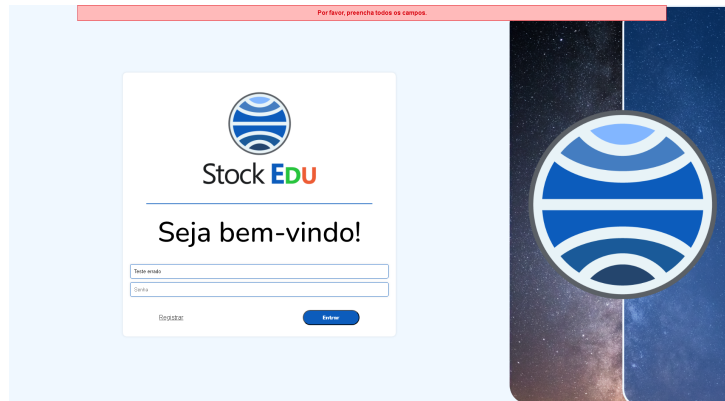 Por favor, preencha todos os campos.
Stock EDU
Seja bem-vindo!
Teste errado
Senha
Registrar
Entrar